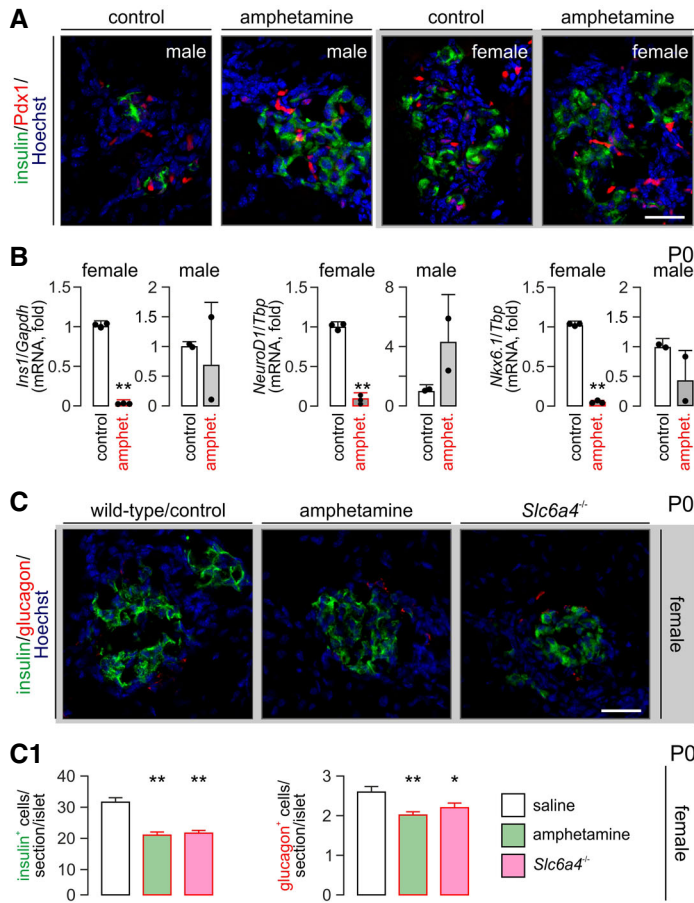 A
control
amphetamine
control
amphetamine
insulin/Pdx1/
Hoechst
male
male
female
female
B
P0
female
male
female
male
female
male
Ins1/Gapdh
(mRNA, fold)
1.5
1
0.5
0
**
control
amphet.
2
1.5
1
0.5
0
control
amphet.
NeuroD1/Tbp
(mRNA, fold)
1.5
1
0.5
0
**
control
amphet.
8
4
0
control
amphet.
Nkx6.1/Tbp
(mRNA, fold)
1.5
1
0.5
0
**
control
amphet.
2
1.5
1
0.5
0
control
amphet.
C
P0
wild-type/control
amphetamine
Slc6a4-/-
insulin/glucagon/
Hoechst
female
C1
P0
insulin+ cells/
section/islet
40
30
20
10
0
**
**
glucagon+ cells/
section/islet
3
2
1
0
**
*
saline
amphetamine
Slc6a4-/-
female